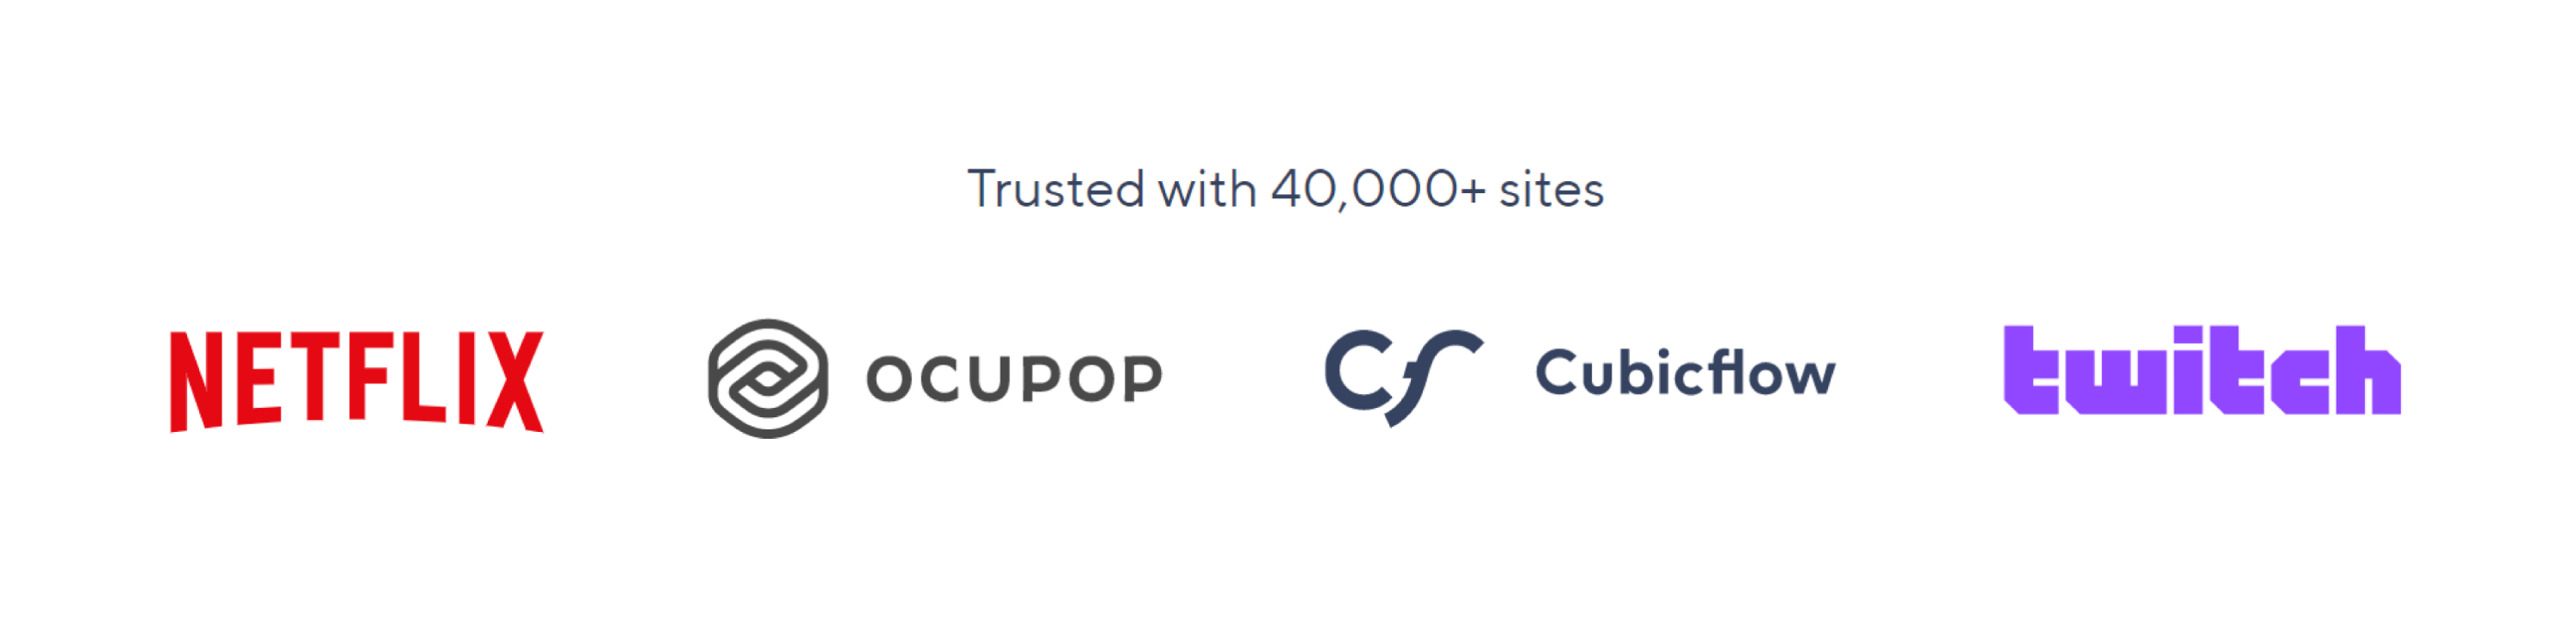 Trusted with 40,000+ sites
NETFLIX
OCUPOP
cf Cubicflow
twitch